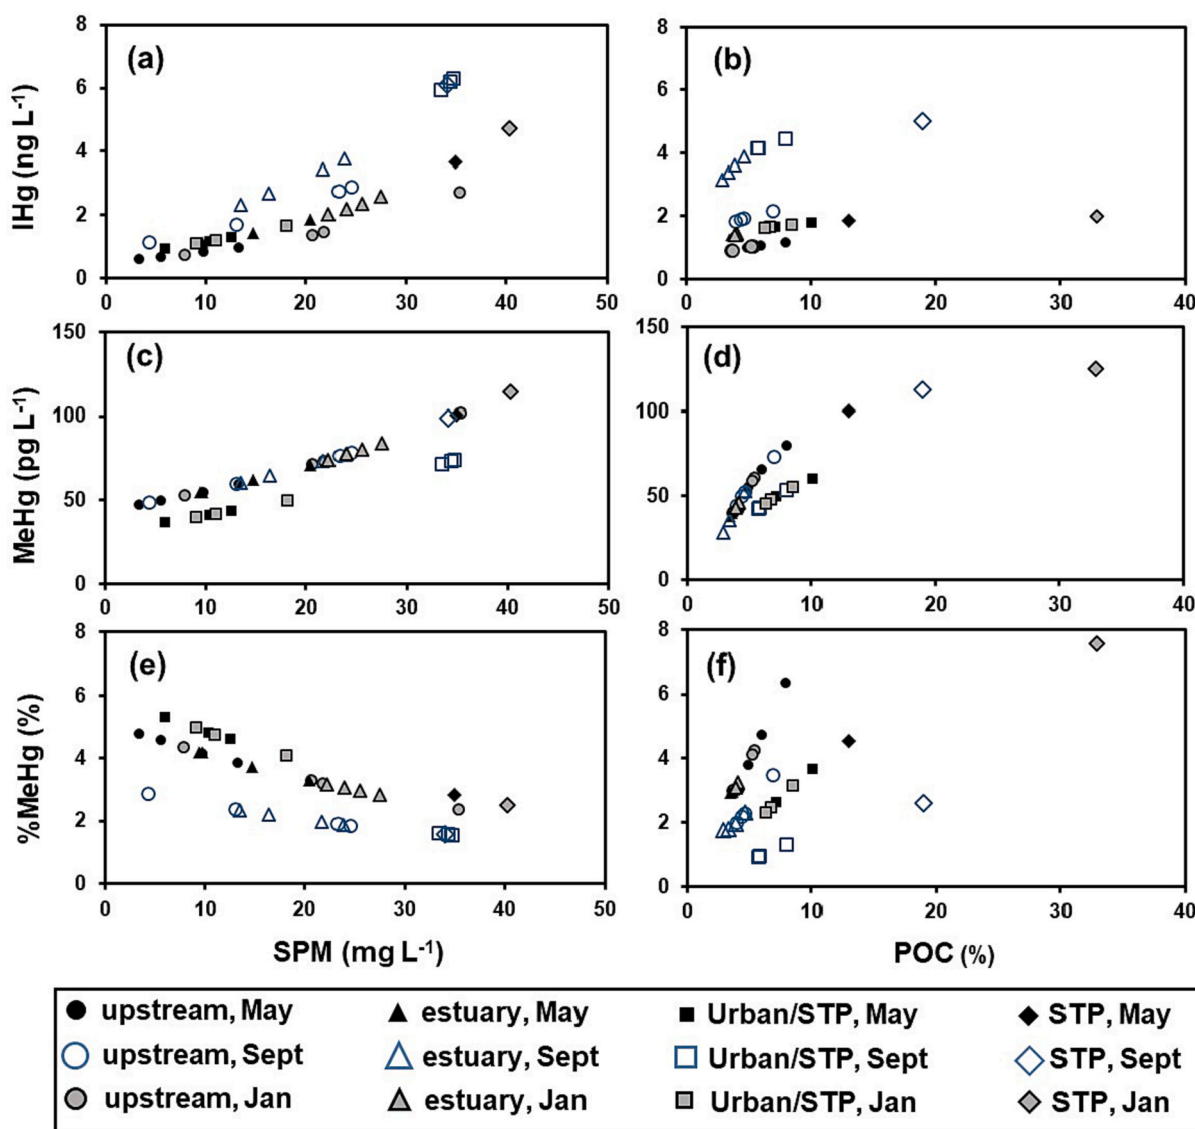 (a)
IHg (ng L-1)
8
6
4
2
0
0 10 20 30 40 50
(b)
8
6
4
2
0
0 10 20 30 40
(c)
MeHg (pg L-1)
150
100
50
0
0 10 20 30 40 50
(d)
150
100
50
0
0 10 20 30 40
(e)
%MeHg (%)
8
6
4
2
0
0 10 20 30 40 50
SPM (mg L-1)
(f)
8
6
4
2
0
0 10 20 30 40
POC (%)
upstream, May estuary, May Urban/STP, May STP, May
upstream, Sept estuary, Sept Urban/STP, Sept STP, Sept
upstream, Jan estuary, Jan Urban/STP, Jan STP, Jan